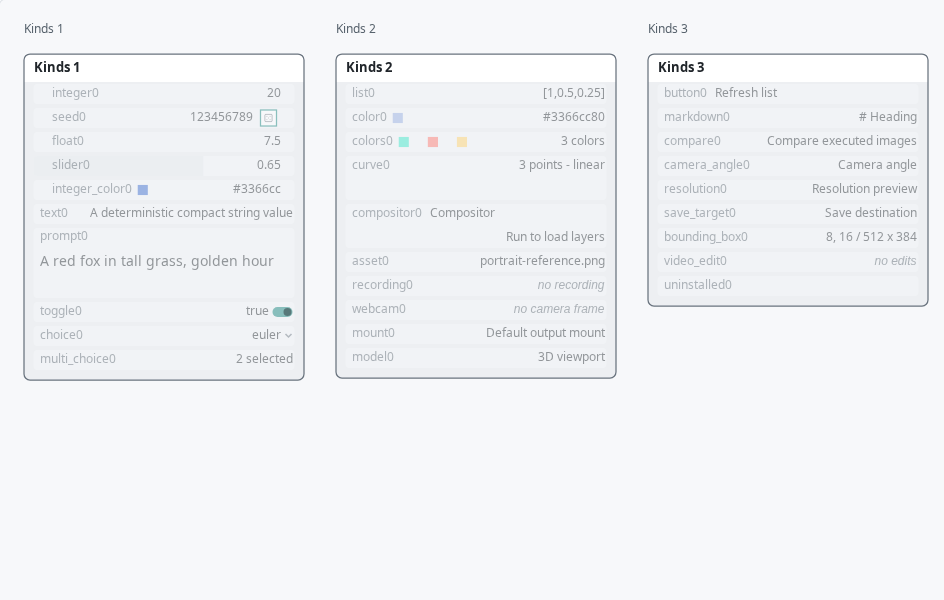 Kinds 1
Kinds 1
integer0 20
seed0 123456789
float0 7.5
slider0 0.65
integer_color0 #3366cc
text0 A deterministic compact string value
prompt0
A red fox in tall grass, golden hour
toggle0 true
choice0 euler
multi_choice0 2 selected
Kinds 2
Kinds 2
list0 [1,0.5,0.25]
color0 #3366cc80
colors0 3 colors
curve0 3 points - linear
compositor0 Compositor
Run to load layers
asset0 portrait-reference.png
recording0 no recording
webcam0 no camera frame
mount0 Default output mount
model0 3D viewport
Kinds 3
Kinds 3
button0 Refresh list
markdown0 # Heading
compare0 Compare executed images
camera_angle0 Camera angle
resolution0 Resolution preview
save_target0 Save destination
bounding_box0 8, 16 / 512 x 384
video_edit0 no edits
uninstalled0